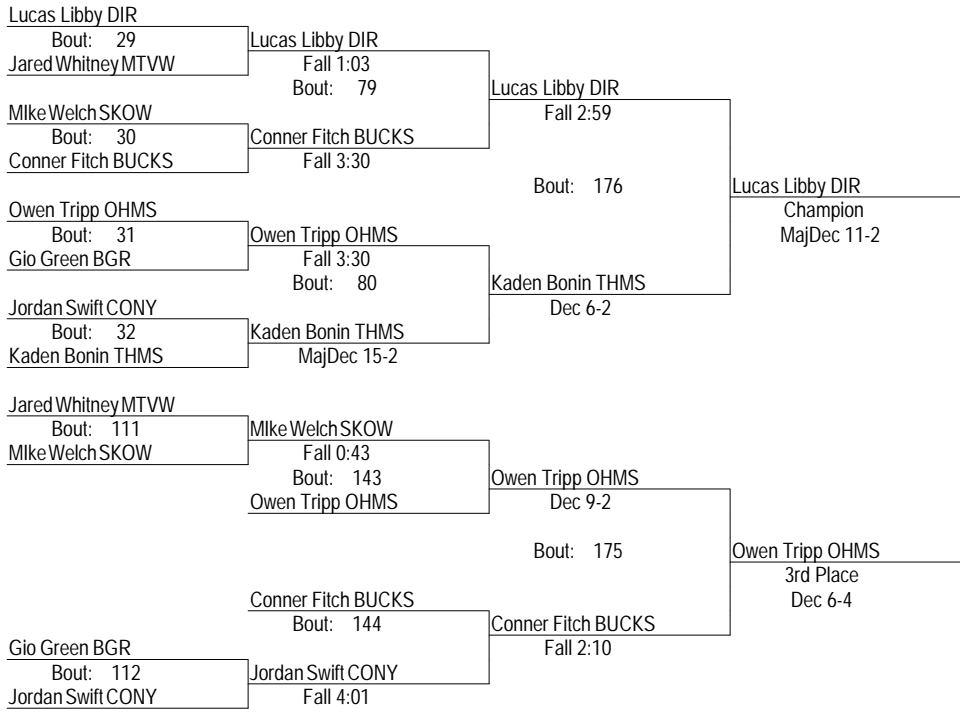 Lucas Libby DIR
Bout: 29
Jared Whitney MTVW
Lucas Libby DIR
Fall 1:03
Bout: 79
MIke Welch SKOW
Bout: 30
Conner Fitch BUCKS
Conner Fitch BUCKS
Fall 3:30
Lucas Libby DIR
Fall 2:59
Bout: 176
Owen Tripp OHMS
Bout: 31
Gio Green BGR
Owen Tripp OHMS
Fall 3:30
Bout: 80
Jordan Swift CONY
Bout: 32
Kaden Bonin THMS
Kaden Bonin THMS
MajDec 15-2
Kaden Bonin THMS
Dec 6-2
Lucas Libby DIR
Champion
MajDec 11-2
Jared Whitney MTVW
Bout: 111
MIke Welch SKOW
MIke Welch SKOW
Fall 0:43
Bout: 143
Owen Tripp OHMS
Owen Tripp OHMS
Dec 9-2
Bout: 175
Conner Fitch BUCKS
Bout: 144
Gio Green BGR
Bout: 112
Jordan Swift CONY
Jordan Swift CONY
Fall 4:01
Conner Fitch BUCKS
Fall 2:10
Owen Tripp OHMS
3rd Place
Dec 6-4